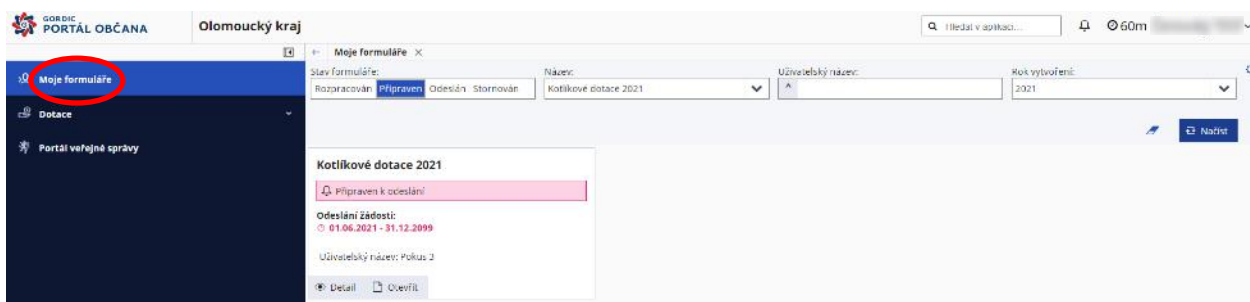 GORDIC
PORTÁL OBČANA
Olomoucký kraj
Hledat v aplikaci...
60m
Moje formuláře
Moje formuláře
Dotace
Portál veřejné správy
Stav formuláře:
Název:
Uživatelský název:
Rok vytvoření:
Rozpracován Připraven Odeslán Stornován
Kotlíkové dotace 2021
2021
Načíst
Kotlíkové dotace 2021
Připraven k odeslání
Odeslání žádosti:
01.06.2021 - 31.12.2099
Uživatelský název: Pokus 3
Detail
Otevřít